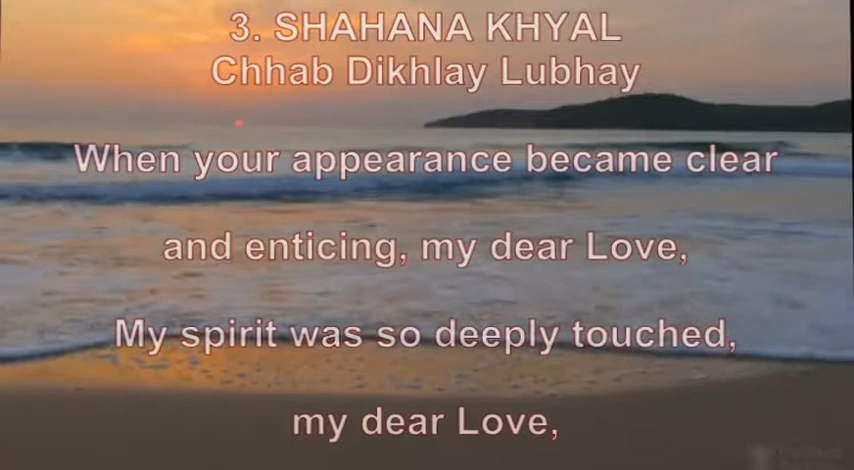 3. SHAHANA KHYAL
Chhab Dikhlay Lubhay
When your appearance became clear
and enticing, my dear Love,
My spirit was so deeply touched,
my dear Love,